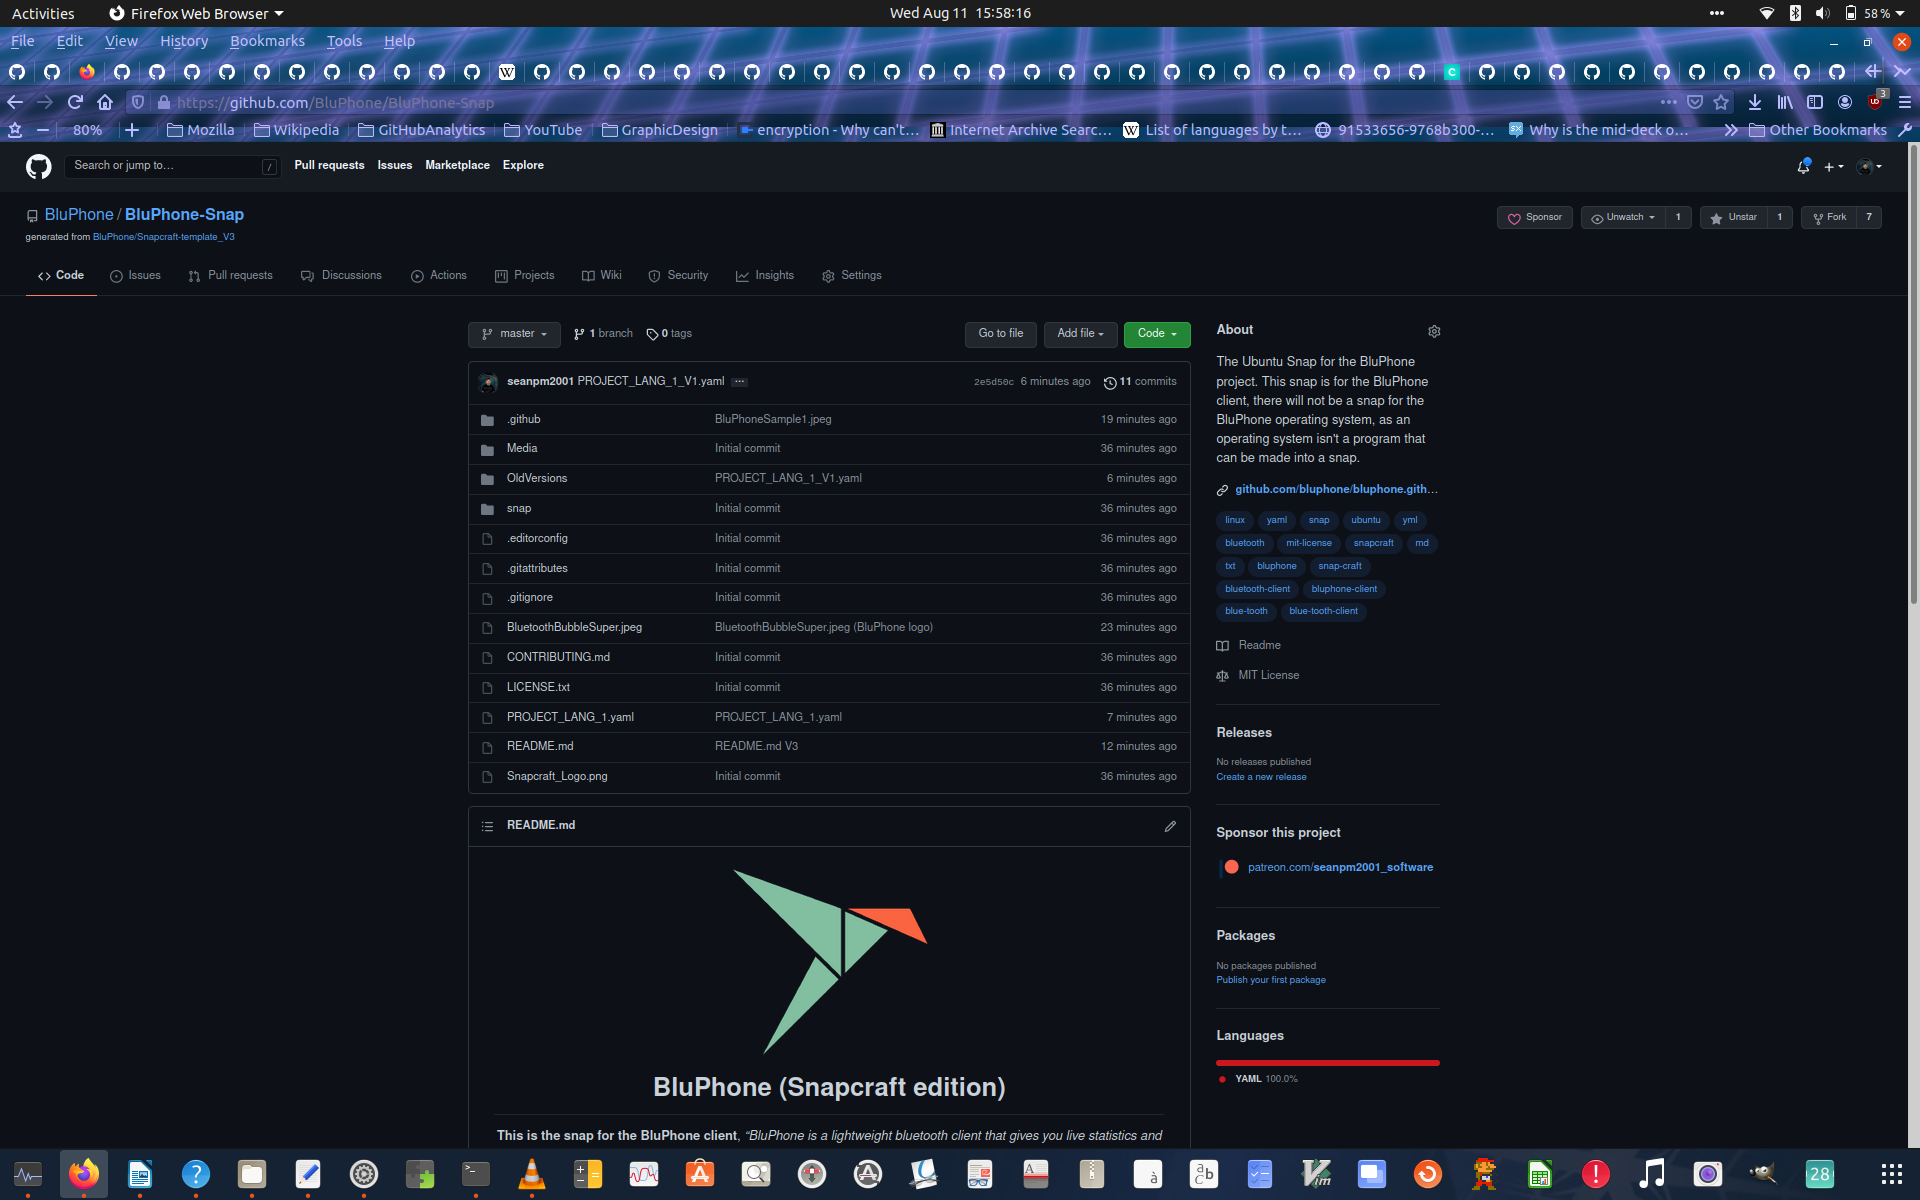 Activities Firefox Web Browser Wed Aug 11 15:58:16 58 %
File Edit View History Bookmarks Tools Help
https://github.com/BluPhone/BluPhone-Snap
80% Mozilla Wikipedia GitHubAnalytics YouTube GraphicDesign encryption - Why can't… Internet Archive Searc… List of languages by t… 91533656-9768b300-… Why is the mid-deck o… Other Bookmarks
Search or jump to… / Pull requests Issues Marketplace Explore
BluPhone / BluPhone-Snap Sponsor Unwatch 1 Unstar 1 Fork 7
generated from BluPhone/Snapcraft-template_V3
Code Issues Pull requests Discussions Actions Projects Wiki Security Insights Settings
master 1 branch 0 tags Go to file Add file Code
seanpm2001 PROJECT_LANG_1_V1.yaml ... 2e5d50c 6 minutes ago 11 commits
.github BluPhoneSample1.jpeg 19 minutes ago
Media Initial commit 36 minutes ago
OldVersions PROJECT_LANG_1_V1.yaml 6 minutes ago
snap Initial commit 36 minutes ago
.editorconfig Initial commit 36 minutes ago
.gitattributes Initial commit 36 minutes ago
.gitignore Initial commit 36 minutes ago
BluetoothBubbleSuper.jpeg BluetoothBubbleSuper.jpeg (BluPhone logo) 23 minutes ago
CONTRIBUTING.md Initial commit 36 minutes ago
LICENSE.txt Initial commit 36 minutes ago
PROJECT_LANG_1.yaml PROJECT_LANG_1.yaml 7 minutes ago
README.md README.md V3 12 minutes ago
Snapcraft_Logo.png Initial commit 36 minutes ago
README.md
BluPhone (Snapcraft edition)
This is the snap for the BluPhone client, “BluPhone is a lightweight bluetooth client that gives you live statistics and
About
The Ubuntu Snap for the BluPhone
project. This snap is for the BluPhone
client, there will not be a snap for the
BluPhone operating system, as an
operating system isn't a program that
can be made into a snap.
github.com/bluphone/bluphone.gith…
linux yaml snap ubuntu yml
bluetooth mit-license snapcraft md
txt bluphone snap-craft
bluetooth-client bluphone-client
blue-tooth blue-tooth-client
Readme
MIT License
Releases
No releases published
Create a new release
Sponsor this project
patreon.com/seanpm2001_software
Packages
No packages published
Publish your first package
Languages
YAML 100.0%
28